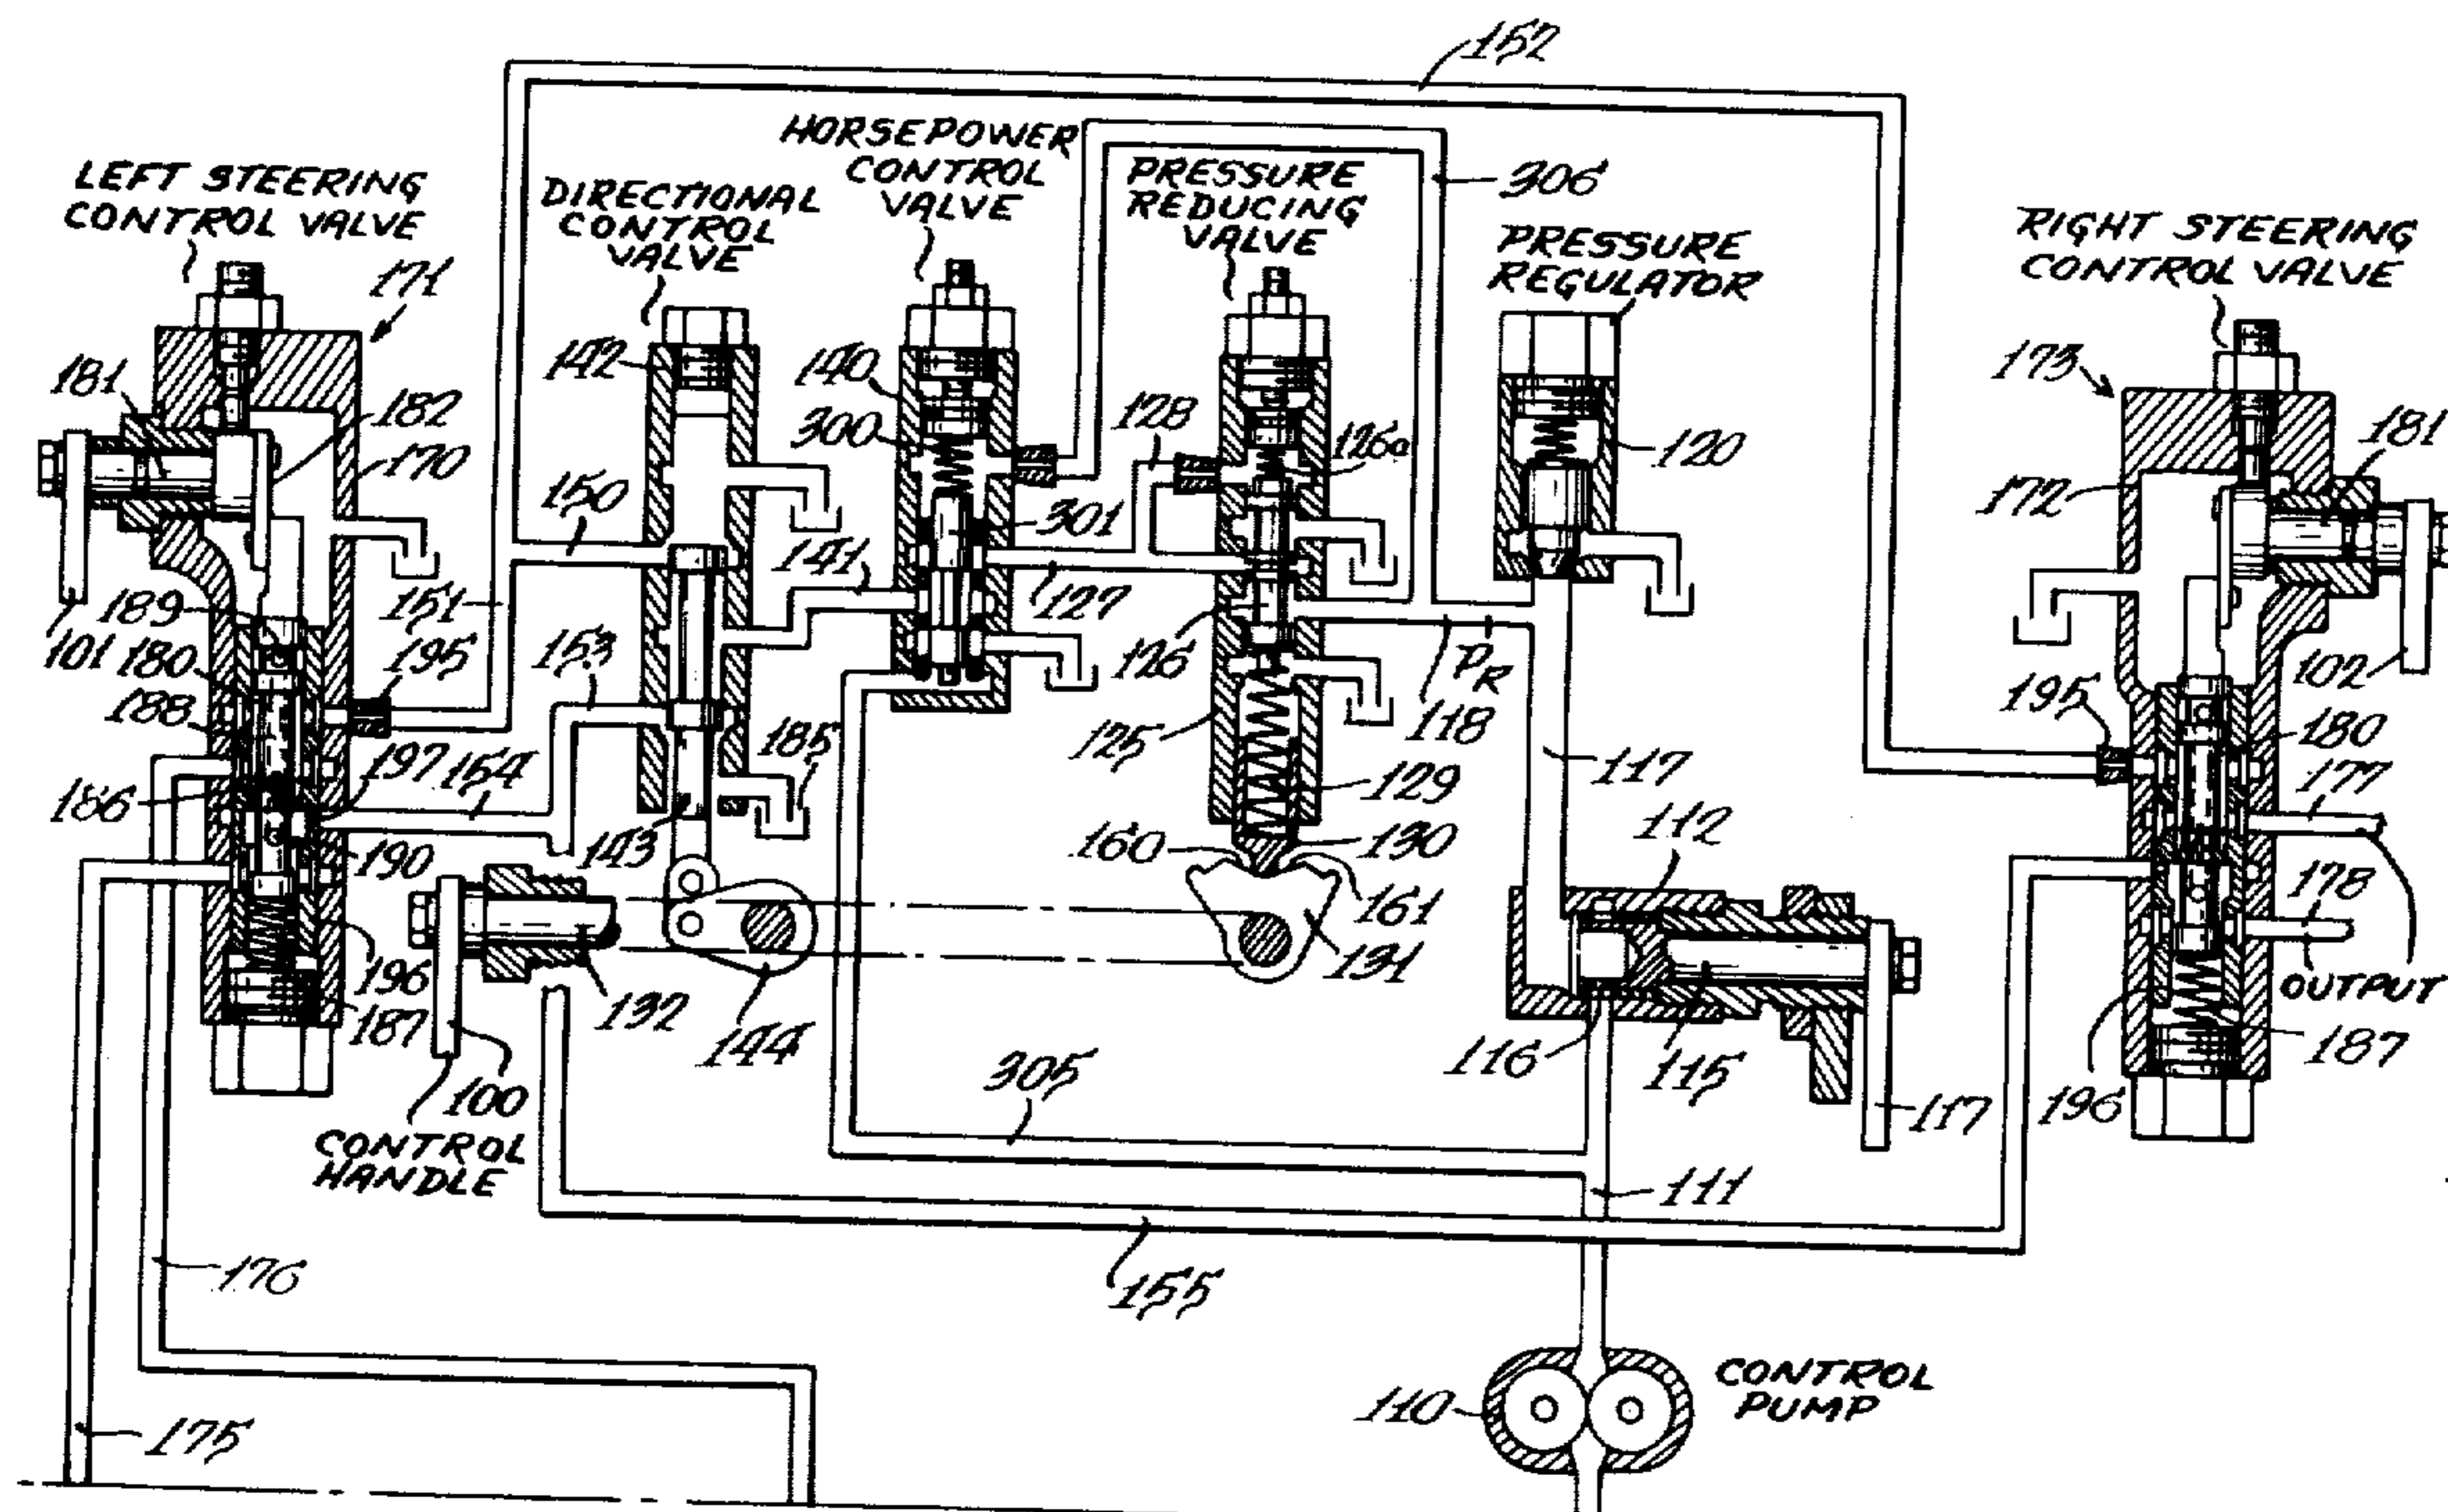 152
HORSEPOWER
CONTROL
VALVE
PRESSURE
REDUCING
VALVE
306
LEFT STEERING
CONTROL VALVE
DIRECTIONAL
CONTROL
VALVE
PRESSURE
REGULATOR
RIGHT STEERING
CONTROL VALVE
171
142
140
173
181
182
300
128
126a
120
181
170
150
301
172
141
189
151
127
101
180
195
153
126
PR
102
188
118
195
180
125
185
197
154
117
177
186
129
112
143
160
130
190
178
161
196
131
132
OUTPUT
187
144
116
115
187
100
305
196
117
CONTROL
HANDLE
111
176
155
CONTROL
PUMP
110
175